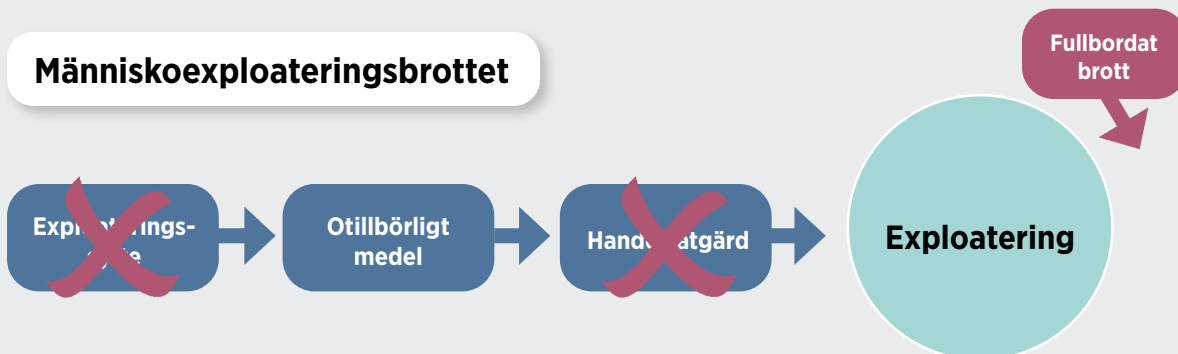 Människoexploateringsbrottet
Fullbordat
brott
Otillbörligt
medel
Exploatering